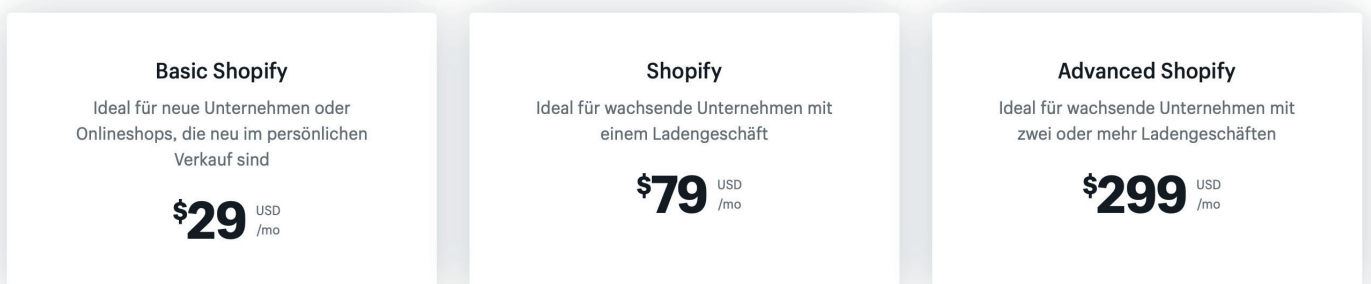 Basic Shopify
Ideal für neue Unternehmen oder
Onlineshops, die neu im persönlichen
Verkauf sind
$29 USD
/mo
Shopify
Ideal für wachsende Unternehmen mit
einem Ladengeschäft
$79 USD
/mo
Advanced Shopify
Ideal für wachsende Unternehmen mit
zwei oder mehr Ladengeschäften
$299 USD
/mo